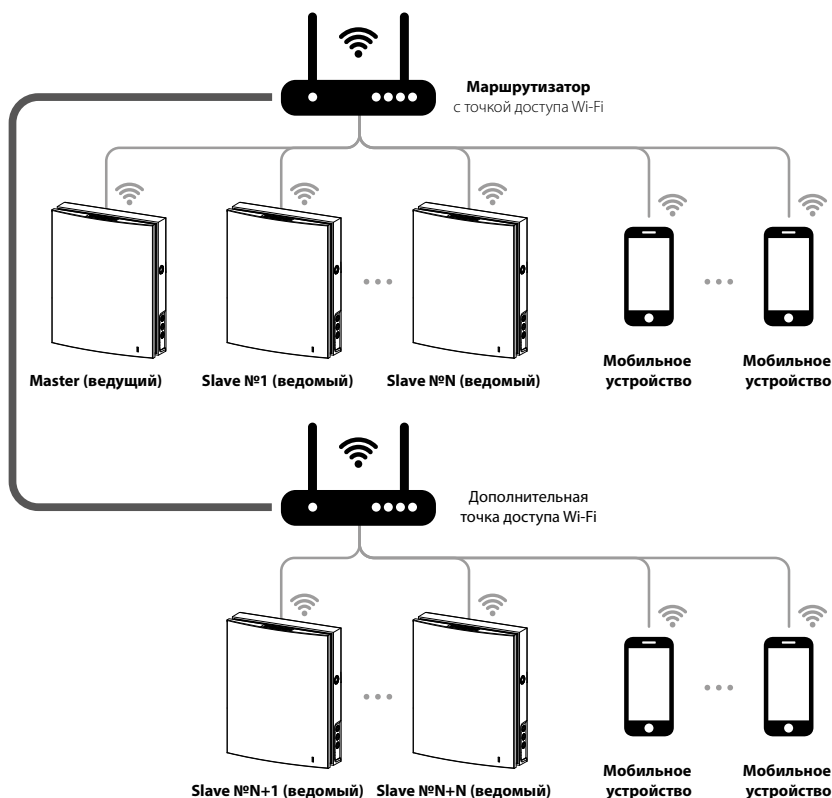 Маршрутизатор
с точкой доступа Wi-Fi
Master (ведущий)
Slave №1 (ведомый)
Slave №N (ведомый)
Мобильное
устройство
Мобильное
устройство
Дополнительная
точка доступа Wi-Fi
Slave №N+1 (ведомый)
Slave №N+N (ведомый)
Мобильное
устройство
Мобильное
устройство